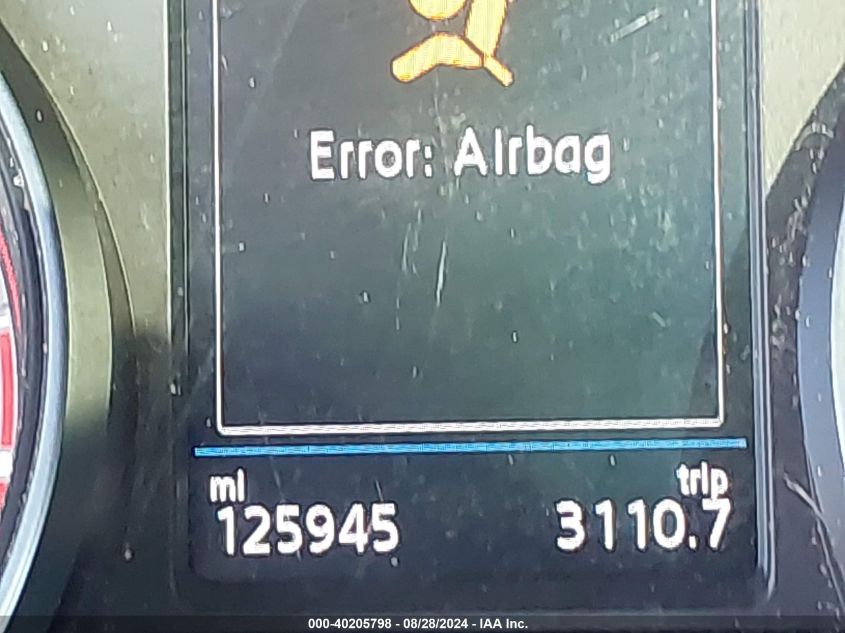 Error: Airbag
mi trip
125945 3110.7
000-40205798 - 08/28/2024 - IAA Inc.